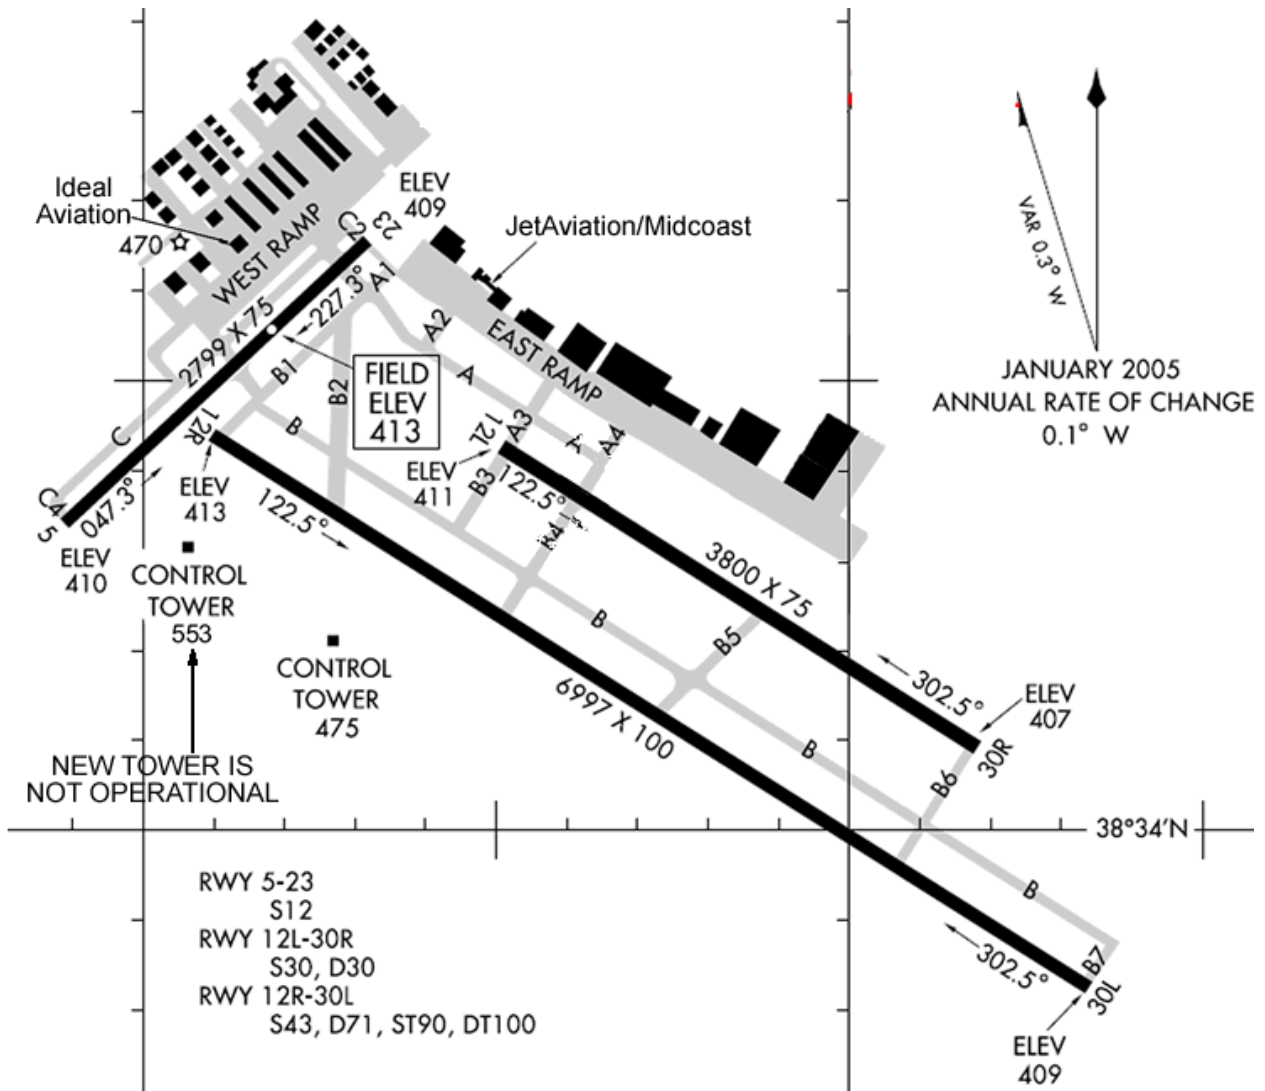 Ideal
Aviation
470
WEST RAMP
C2
23
ELEV
409
JetAviation/Midcoast
VAR 0.3° W
JANUARY 2005
ANNUAL RATE OF CHANGE
0.1° W
2799 X 75
227.3°
A1
A2
EAST RAMP
A
B1
B2
FIELD
ELEV
413
12R
B
C
12L
A3
A
A4
ELEV
411
B3
122.5°
B4
C4
5
047.3°
ELEV
413
122.5°
ELEV
410
CONTROL
TOWER
553
3800 X 75
B
B5
CONTROL
TOWER
475
6997 X 100
302.5°
ELEV
407
30R
B
B6
NEW TOWER IS
NOT OPERATIONAL
38°34'N
RWY 5-23
S12
RWY 12L-30R
S30, D30
RWY 12R-30L
S43, D71, ST90, DT100
B
B7
302.5°
30L
ELEV
409